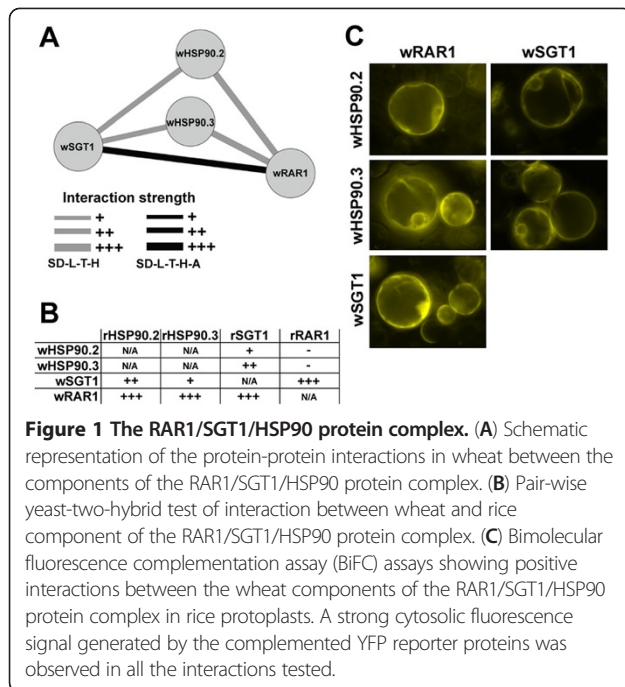 A
wHSP90.2
wHSP90.3
wSGT1
wRAR1
Interaction strength
+ +
++ ++
+++ +++
SD-L-T-H SD-L-T-H-A
B
rHSP90.2 rHSP90.3 rSGT1 rRAR1
wHSP90.2 N/A N/A + -
wHSP90.3 N/A N/A ++ -
wSGT1 ++ + N/A +++
wRAR1 +++ +++ +++ N/A
C
wRAR1 wSGT1
wHSP90.2
wHSP90.3
wSGT1
Figure 1 The RAR1/SGT1/HSP90 protein complex. (A) Schematic
representation of the protein-protein interactions in wheat between the
components of the RAR1/SGT1/HSP90 protein complex. (B) Pair-wise
yeast-two-hybrid test of interaction between wheat and rice
component of the RAR1/SGT1/HSP90 protein complex. (C) Bimolecular
fluorescence complementation assay (BiFC) assays showing positive
interactions between the wheat components of the RAR1/SGT1/HSP90
protein complex in rice protoplasts. A strong cytosolic fluorescence
signal generated by the complemented YFP reporter proteins was
observed in all the interactions tested.